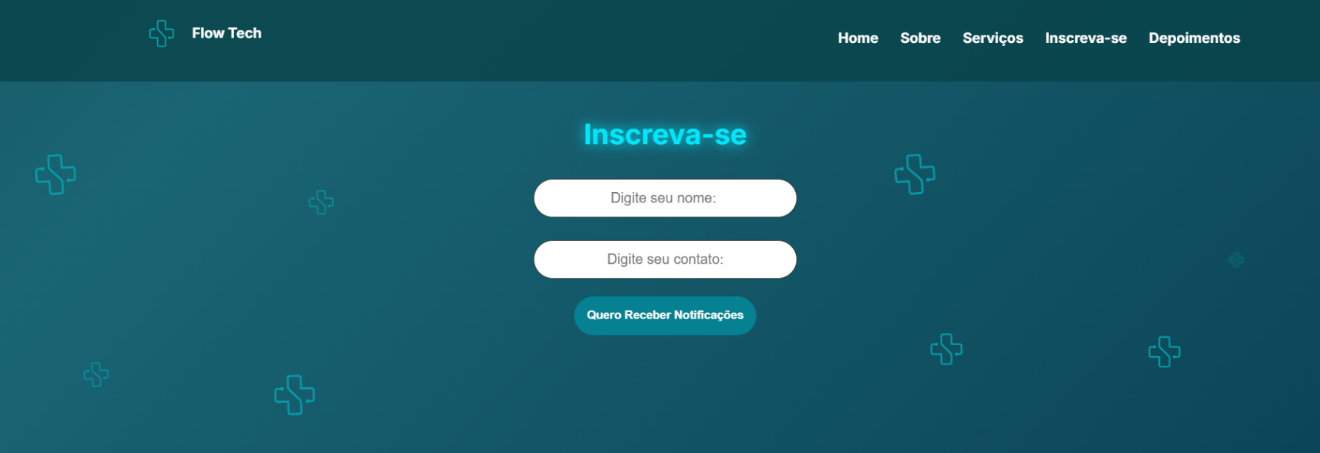 Flow Tech
Home Sobre Serviços Inscreva-se Depoimentos
Inscreva-se
Digite seu nome:
Digite seu contato:
Quero Receber Notificações